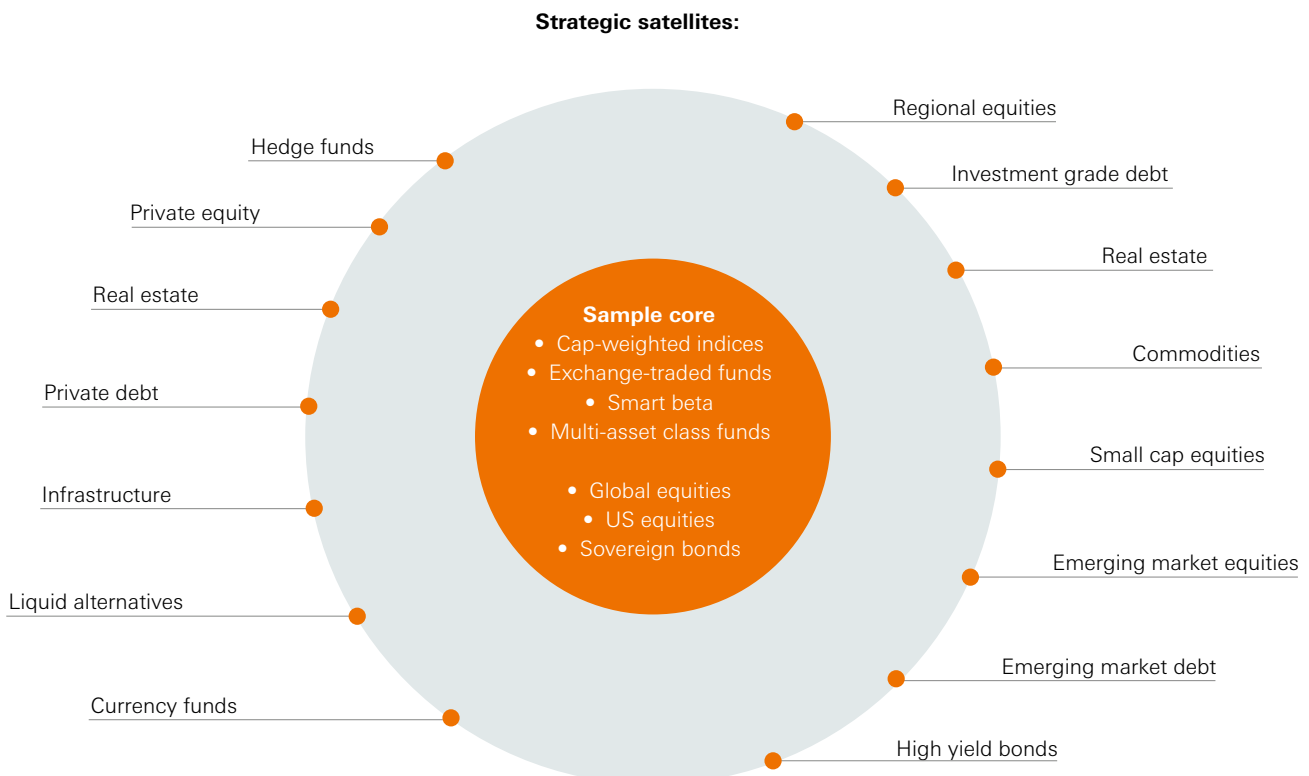 Strategic satellites:
Hedge funds
Private equity
Real estate
Private debt
Infrastructure
Liquid alternatives
Currency funds
Sample core
• Cap-weighted indices
• Exchange-traded funds
• Smart beta
• Multi-asset class funds
• Global equities
• US equities
• Sovereign bonds
Regional equities
Investment grade debt
Real estate
Commodities
Small cap equities
Emerging market equities
Emerging market debt
High yield bonds